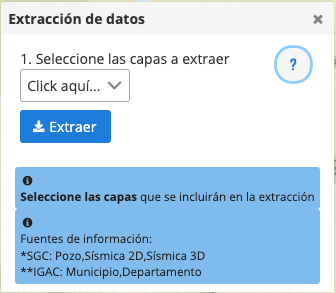 Extracción de datos
1. Seleccione las capas a extraer
?
Click aquí...
Extraer
Seleccione las capas que se incluirán en la extracción
Fuentes de información:
*SGC: Pozo,Sísmica 2D,Sísmica 3D
**IGAC: Municipio,Departamento